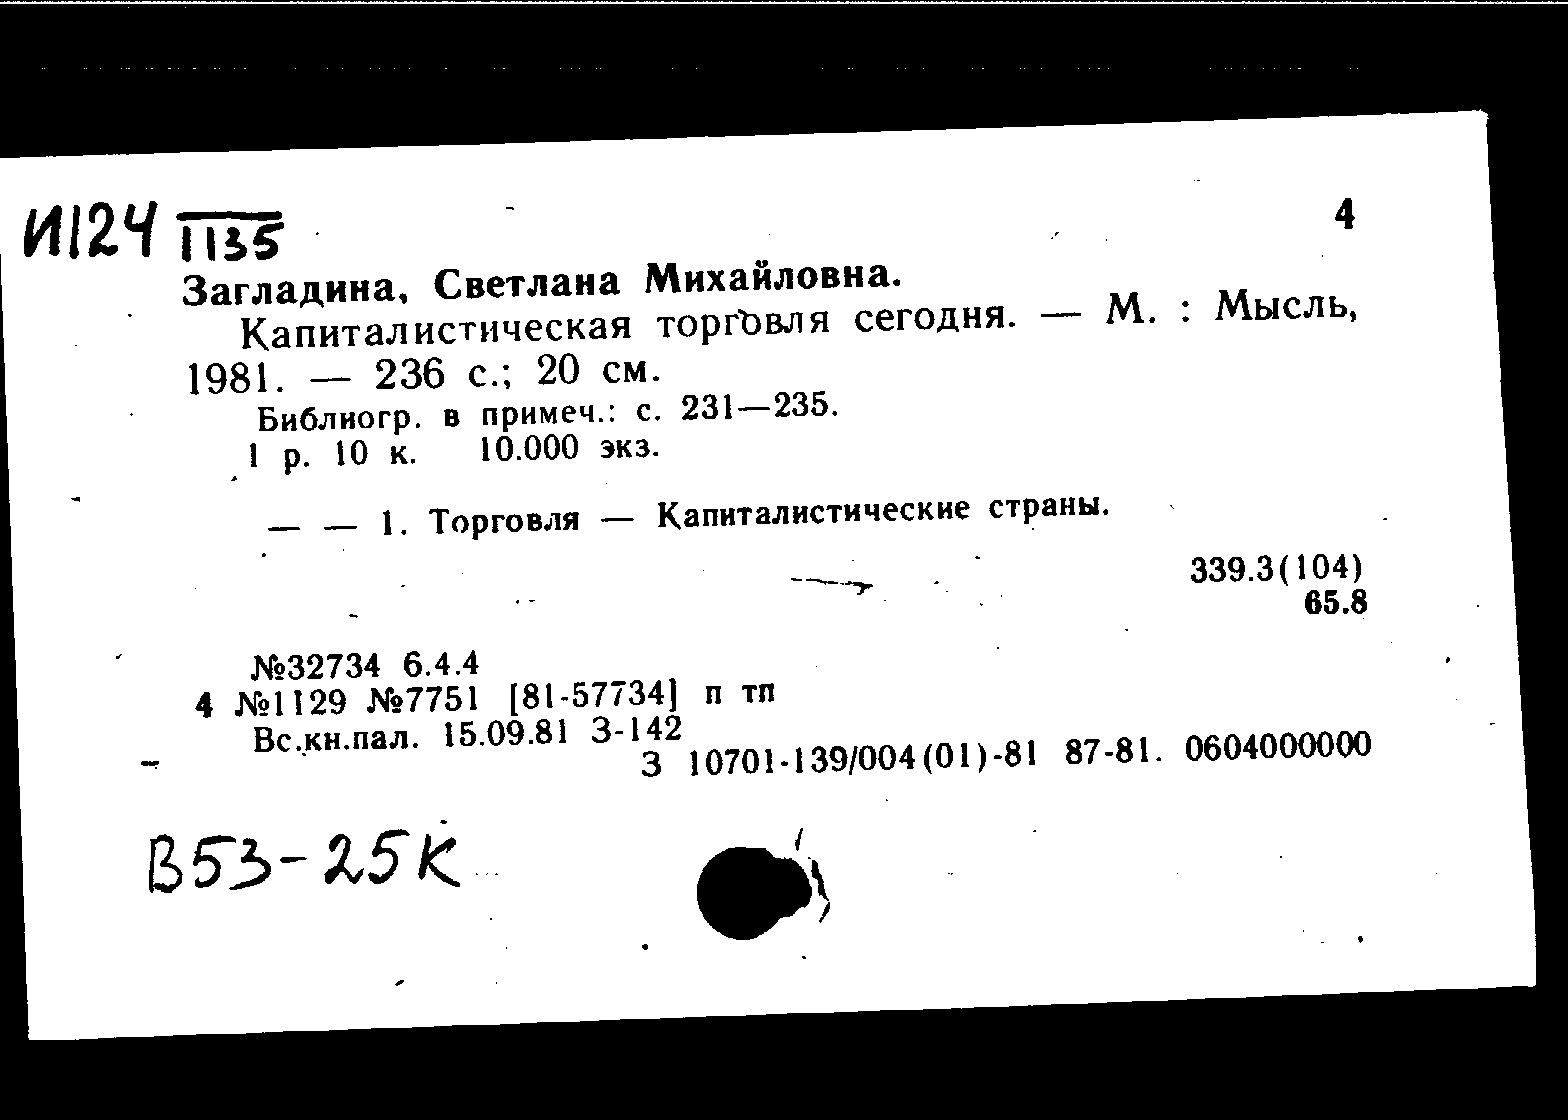 И124 1135 4
Загладина, Светлана Михайловна.
Капиталистическая торговля сегодня. — М. : Мысль,
1981. — 236 с.; 20 см.
Библиогр. в примеч.: с. 231—235.
1 р. 10 к. 10.000 экз.
— — 1. Торговля — Капиталистические страны.
339.3(104)
65.8
№32734 6.4.4
4 №1129 №7751 [81-57734] п тп
Вс.кн.пал. 15.09.81 З-142
З 10701-139/004(01)-81 87-81. 0604000000
В53-25К